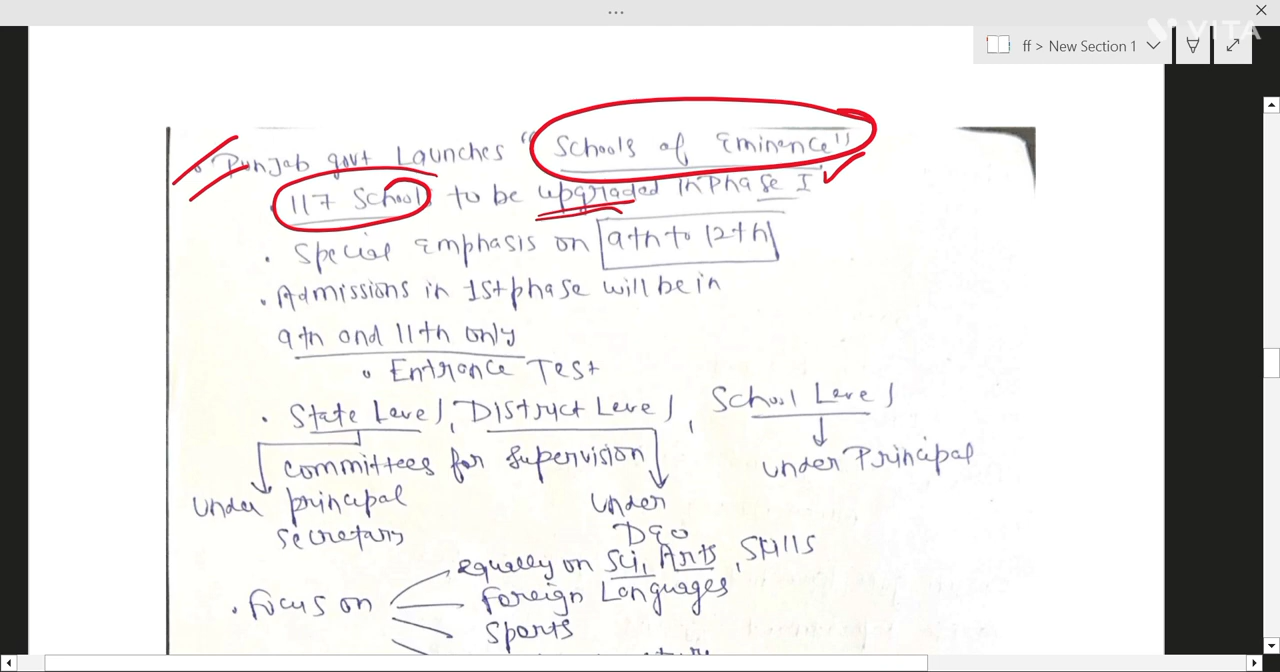 VITA
ff > New Section 1
Punjab govt Launches "Schools of Eminence"
117 School to be upgraded in Phase I
• Special Emphasis on 9th to 12th
• Admissions in 1st phase will be in
9th and 11th only
• Entrance Test
• State Level, District Level, School Level
committees for supervision
under Principal
under principal
secretary
under
DEO
• Focus on
equally on Sci, Arts, Skills
Foreign Languages
Sports